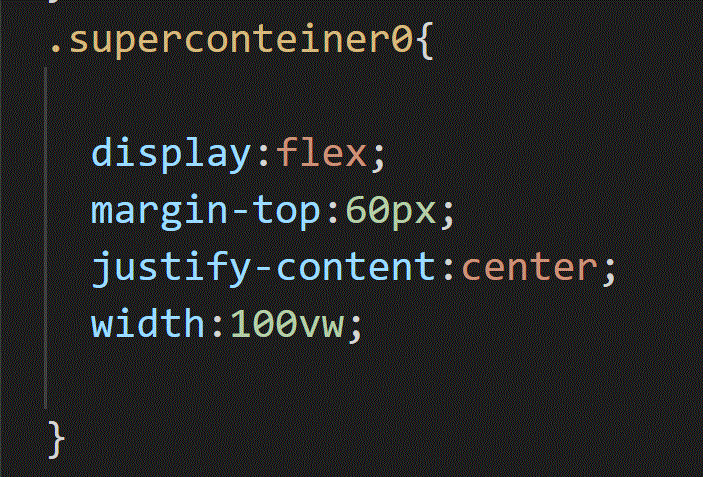 .superconteiner0{
display:flex;
margin-top:60px;
justify-content:center;
width:100vw;
}